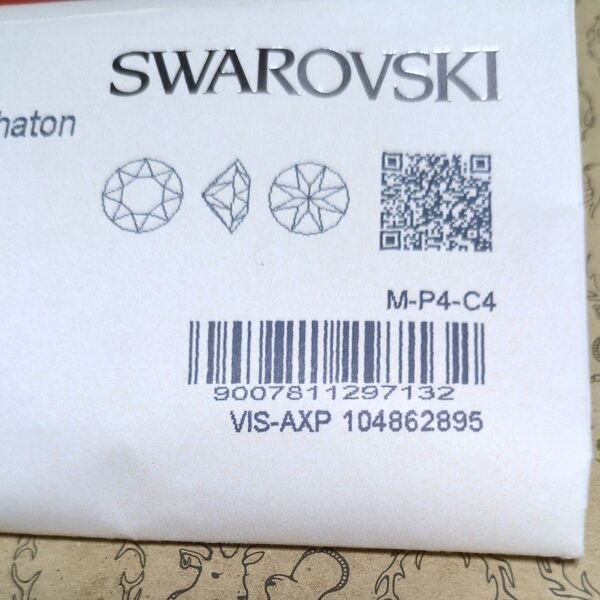 SWAROVSKI
haton
M-P4-C4
9007811297132
VIS-AXP 104862895